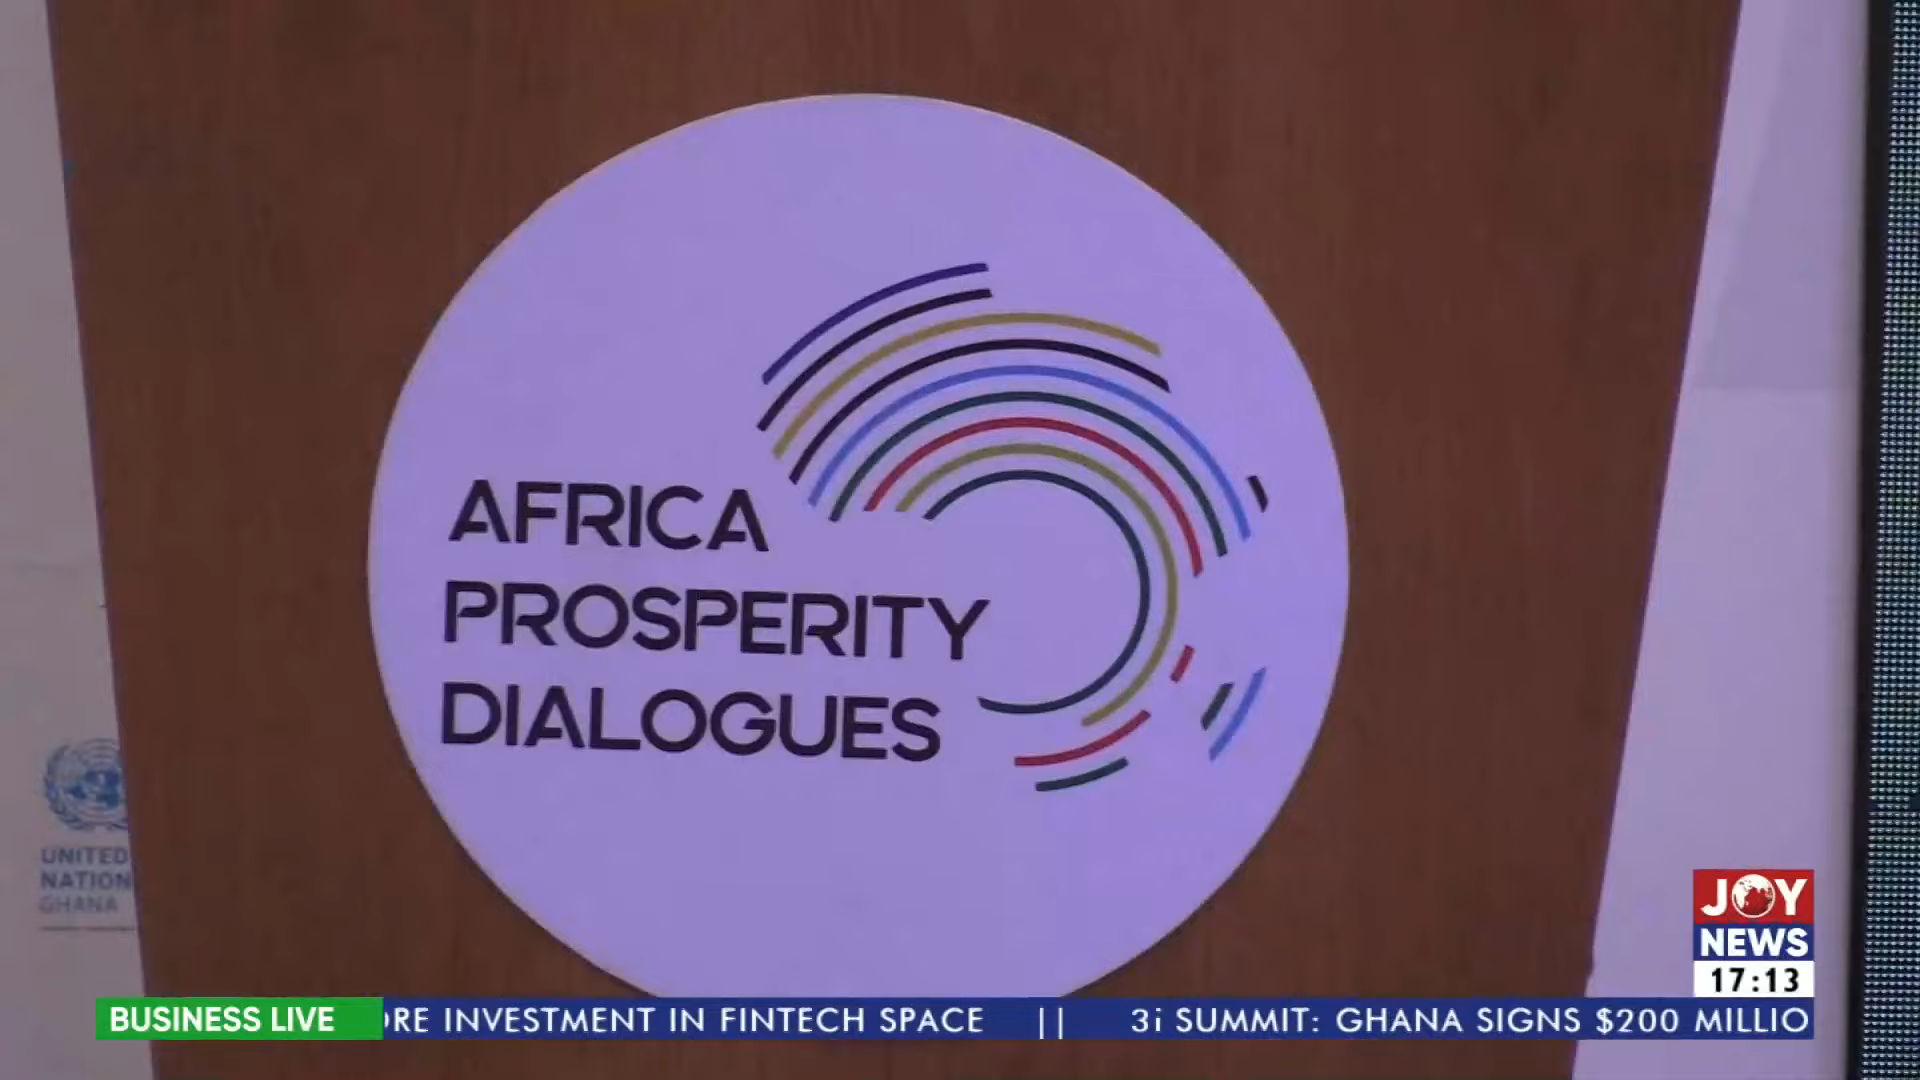 AFRICA
PROSPERITY
DIALOGUES
UNITED
NATION
GHANA
JOY
NEWS
17:13
BUSINESS LIVE
RE INVESTMENT IN FINTECH SPACE || 3i SUMMIT: GHANA SIGNS $200 MILLIO